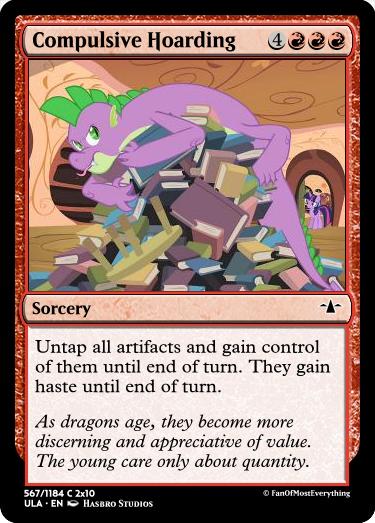 Compulsive Hoarding 4
Sorcery
Untap all artifacts and gain control
of them until end of turn. They gain
haste until end of turn.
As dragons age, they become more
discerning and appreciative of value.
The young care only about quantity.
567/1184 C 2x10
ULA • EN Hasbro Studios
© FanOfMostEverything